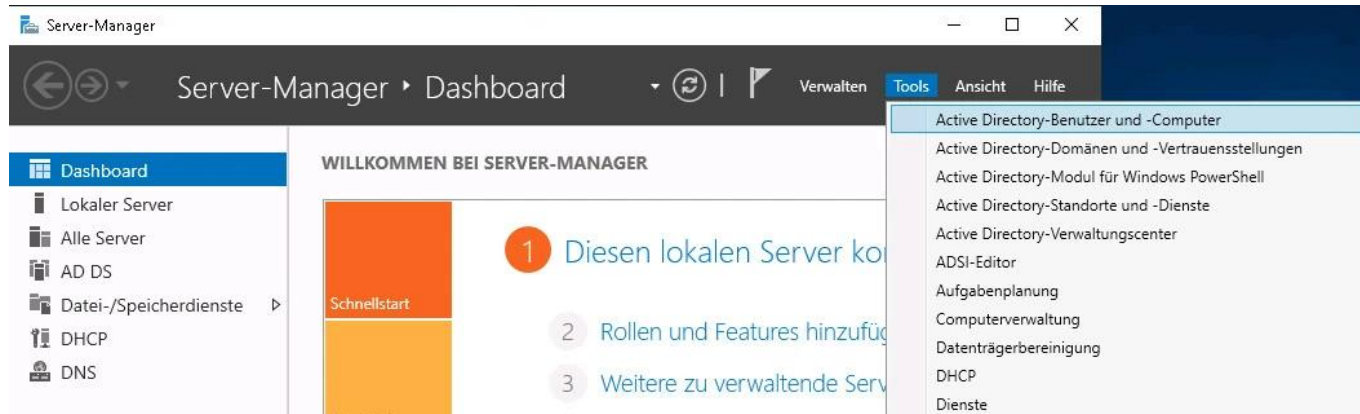 Server-Manager
Server-Manager ‣ Dashboard
Verwalten Tools Ansicht Hilfe
Dashboard
Lokaler Server
Alle Server
AD DS
Datei-/Speicherdienste
DHCP
DNS
WILLKOMMEN BEI SERVER-MANAGER
Schnellstart
1 Diesen lokalen Server ko
2 Rollen und Features hinzufüg
3 Weitere zu verwaltende Serv
Active Directory-Benutzer und -Computer
Active Directory-Domänen und -Vertrauensstellungen
Active Directory-Modul für Windows PowerShell
Active Directory-Standorte und -Dienste
Active Directory-Verwaltungscenter
ADSI-Editor
Aufgabenplanung
Computerverwaltung
Datenträgerbereinigung
DHCP
Dienste